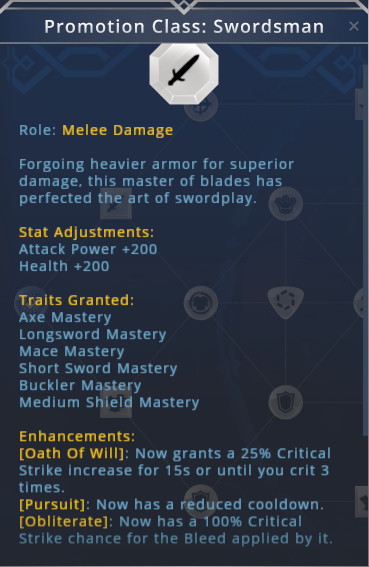 Promotion Class: Swordsman
Role: Melee Damage
Forgoing heavier armor for superior
damage, this master of blades has
perfected the art of swordplay.
Stat Adjustments:
Attack Power +200
Health +200
Traits Granted:
Axe Mastery
Longsword Mastery
Mace Mastery
Short Sword Mastery
Buckler Mastery
Medium Shield Mastery
Enhancements:
[Oath Of Will]: Now grants a 25% Critical
Strike increase for 15s or until you crit 3
times.
[Pursuit]: Now has a reduced cooldown.
[Obliterate]: Now has a 100% Critical
Strike chance for the Bleed applied by it.